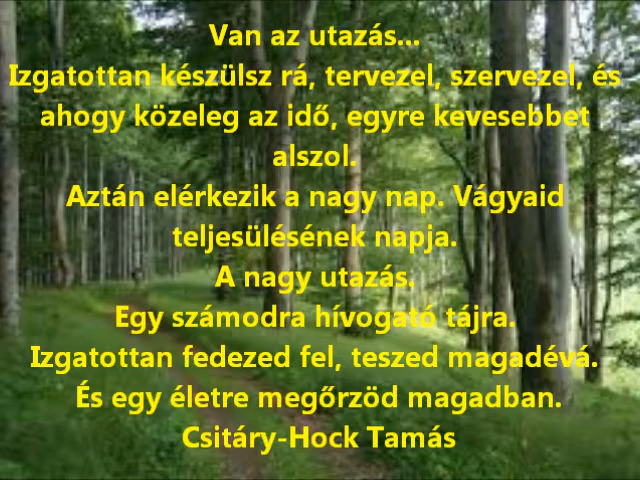 Van az utazás...
Izgatottan készülsz rá, tervezel, szervezel, és
ahogy közeleg az idő, egyre kevesebbet
alszol.
Aztán elérkezik a nagy nap. Vágyaid
teljesülésének napja.
A nagy utazás.
Egy számodra hívogató tájra.
Izgatottan fedezed fel, teszed magadévá.
És egy életre megőrzöd magadban.
Csitáry-Hock Tamás